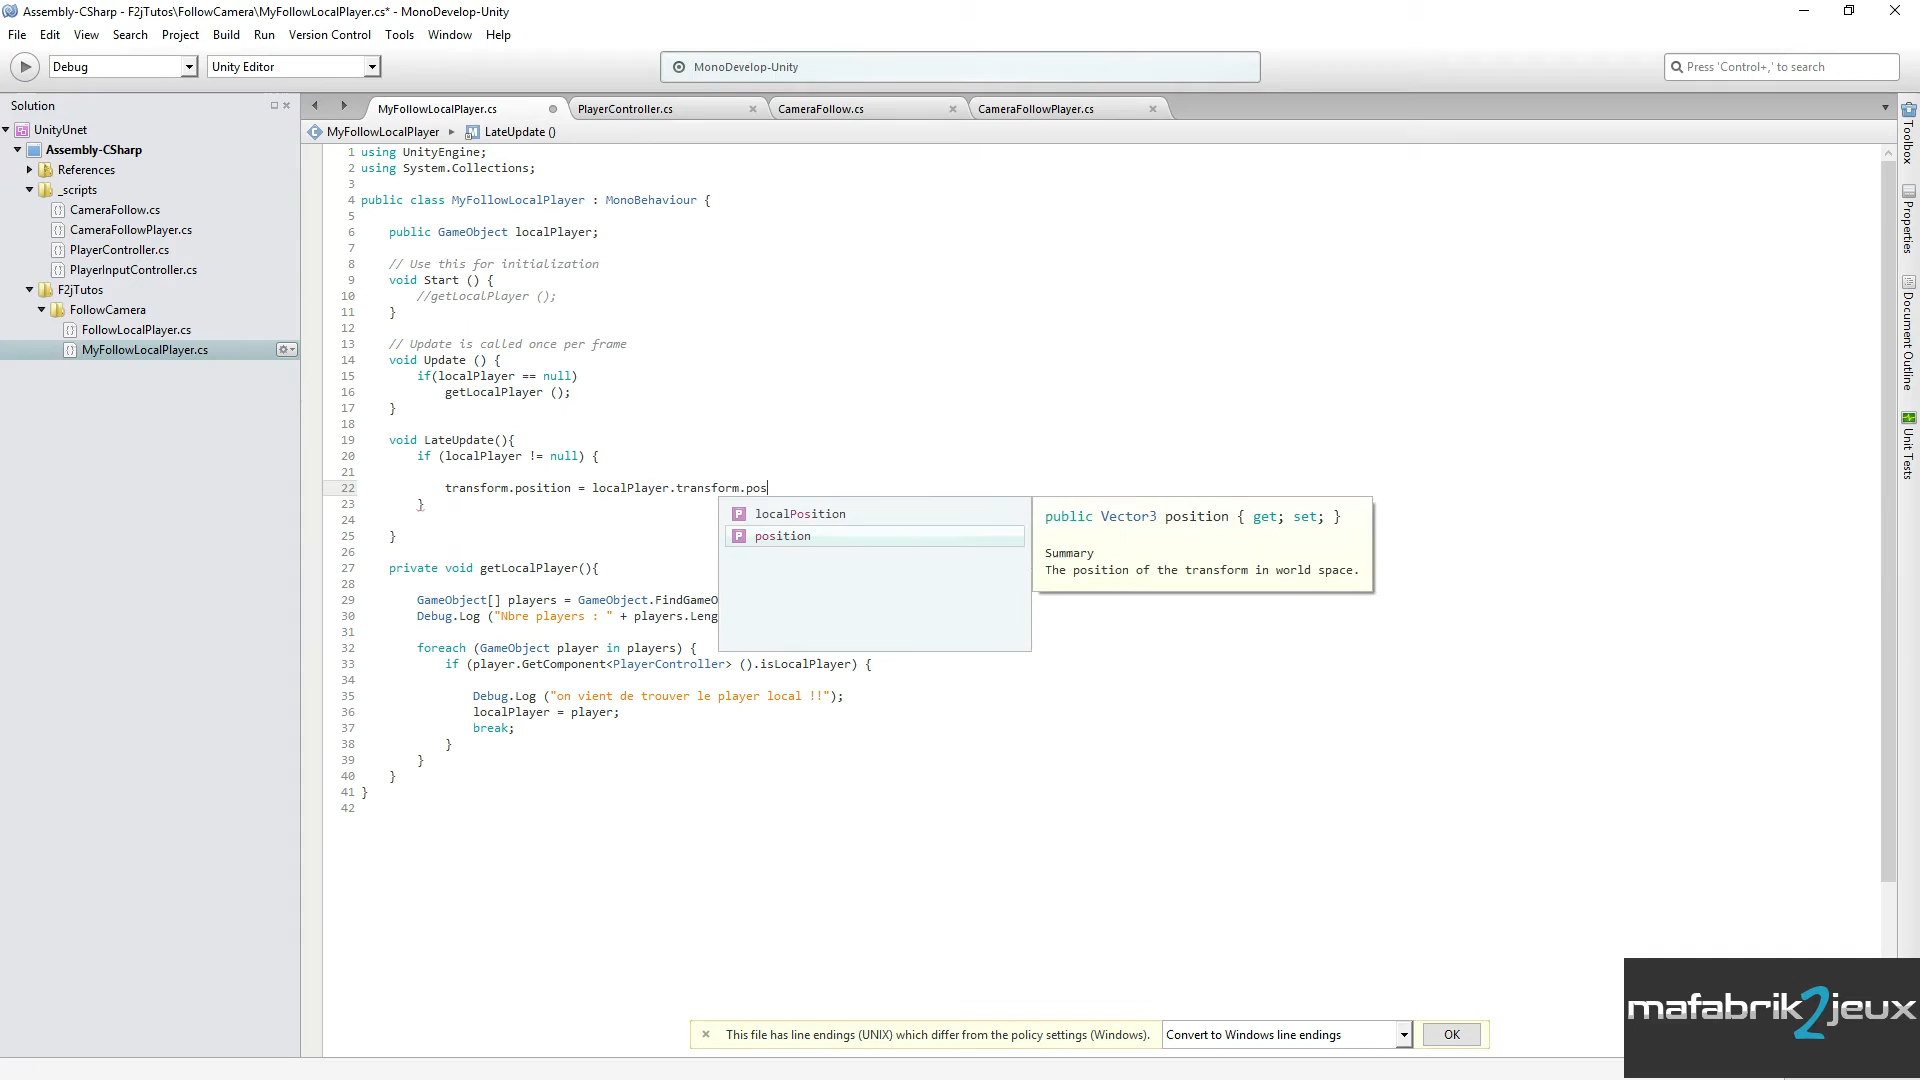 Assembly-CSharp - F2jTutos\FollowCamera\MyFollowLocalPlayer.cs* - MonoDevelop-Unity
File Edit View Search Project Build Run Version Control Tools Window Help
Debug Unity Editor MonoDevelop-Unity Press 'Control+,' to search
Solution
UnityUnet
Assembly-CSharp
References
_scripts
CameraFollow.cs
CameraFollowPlayer.cs
PlayerController.cs
PlayerInputController.cs
F2jTutos
FollowCamera
FollowLocalPlayer.cs
MyFollowLocalPlayer.cs
MyFollowLocalPlayer.cs PlayerController.cs CameraFollow.cs CameraFollowPlayer.cs
MyFollowLocalPlayer LateUpdate ()
1 using UnityEngine;
2 using System.Collections;
3
4 public class MyFollowLocalPlayer : MonoBehaviour {
5
6 public GameObject localPlayer;
7
8 // Use this for initialization
9 void Start () {
10 //getLocalPlayer ();
11 }
12
13 // Update is called once per frame
14 void Update () {
15 if(localPlayer == null)
16 getLocalPlayer ();
17 }
18
19 void LateUpdate(){
20 if (localPlayer != null) {
21
22 transform.position = localPlayer.transform.pos
23 }
24
25 }
26
27 private void getLocalPlayer(){
28
29 GameObject[] players = GameObject.FindGameO
30 Debug.Log ("Nbre players : " + players.Leng
31
32 foreach (GameObject player in players) {
33 if (player.GetComponent<PlayerController> ().isLocalPlayer) {
34
35 Debug.Log ("on vient de trouver le player local !!");
36 localPlayer = player;
37 break;
38 }
39 }
40 }
41 }
42
localPosition
position
public Vector3 position { get; set; }
Summary
The position of the transform in world space.
Toolbox
Properties
Document Outline
Unit Tests
This file has line endings (UNIX) which differ from the policy settings (Windows). Convert to Windows line endings OK
mafabrik2jeux